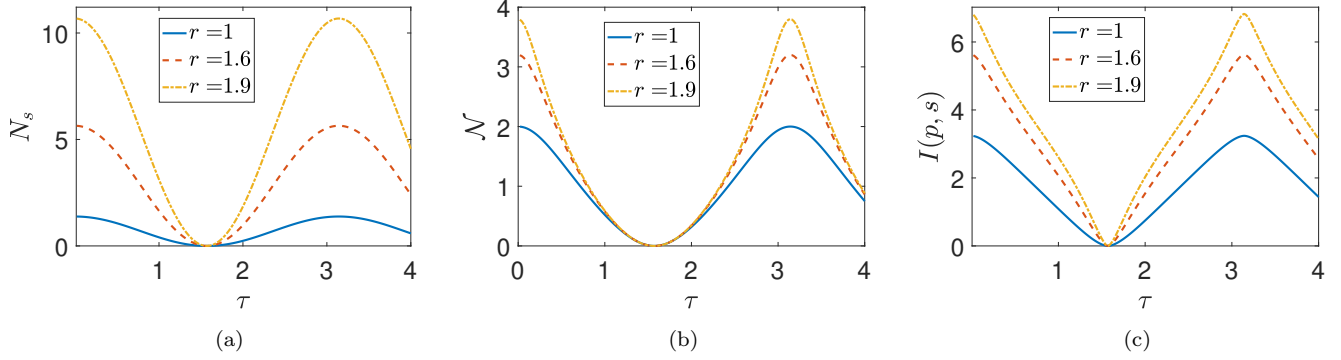 10
5
0
N_s
r =1
r =1.6
r =1.9
1 2 3 4
τ
(a)
4
3
2
1
0
𝒩
r =1
r =1.6
r =1.9
0 1 2 3 4
τ
(b)
6
4
2
0
I(p, s)
r =1
r =1.6
r =1.9
1 2 3 4
τ
(c)